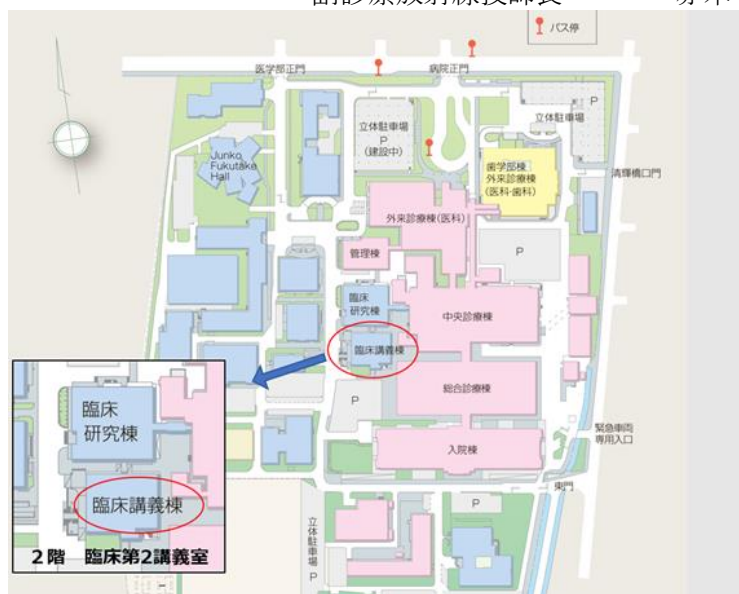 バス停
医学部正門
病院正門
立体駐車場
P
(建設中)
P
立体駐車場
Junko
Fukutake
Hall
歯学部棟
外来診療棟
(医科・歯科)
清輝橋口門
外来診療棟(医科)
管理棟
P
臨床
研究棟
中央診療棟
臨床講義棟
総合診療棟
P
入院棟
緊急車両
専用入口
東門
P
立体駐車場
P
臨床
研究棟
臨床講義棟
2階 臨床第2講義室